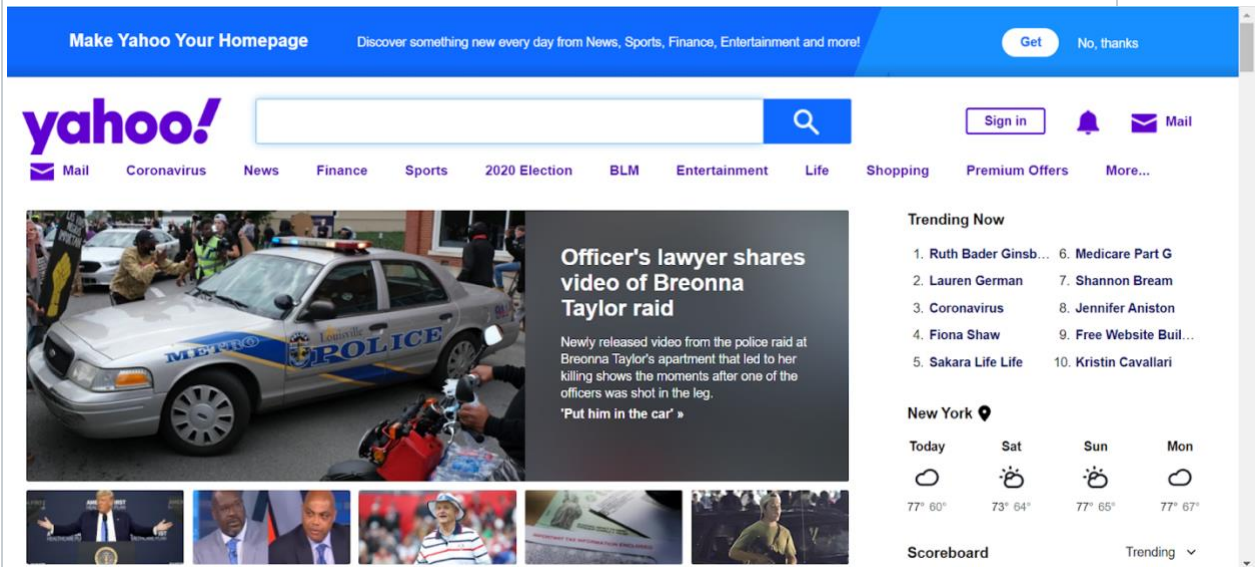 Make Yahoo Your Homepage
Discover something new every day from News, Sports, Finance, Entertainment and more!
Get
No, thanks
yahoo!
Sign in
Mail
Mail
Coronavirus
News
Finance
Sports
2020 Election
BLM
Entertainment
Life
Shopping
Premium Offers
More...
METRO
Louisville
POLICE
Officer's lawyer shares
video of Breonna
Taylor raid
Newly released video from the police raid at
Breonna Taylor's apartment that led to her
killing shows the moments after one of the
officers was shot in the leg.
'Put him in the car' »
Trending Now
1. Ruth Bader Ginsb...
2. Lauren German
3. Coronavirus
4. Fiona Shaw
5. Sakara Life Life
6. Medicare Part G
7. Shannon Bream
8. Jennifer Aniston
9. Free Website Buil...
10. Kristin Cavallari
New York
Today
Sat
Sun
Mon
77° 60°
73° 64°
77° 65°
77° 67°
IMPORTANT TAX INFORMATION ENCLOSED
Scoreboard
Trending